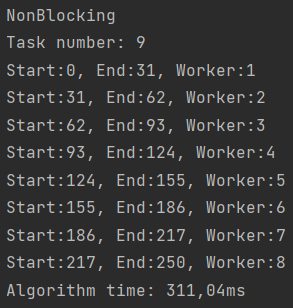 NonBlocking
Task number: 9
Start:0, End:31, Worker:1
Start:31, End:62, Worker:2
Start:62, End:93, Worker:3
Start:93, End:124, Worker:4
Start:124, End:155, Worker:5
Start:155, End:186, Worker:6
Start:186, End:217, Worker:7
Start:217, End:250, Worker:8
Algorithm time: 311,04ms